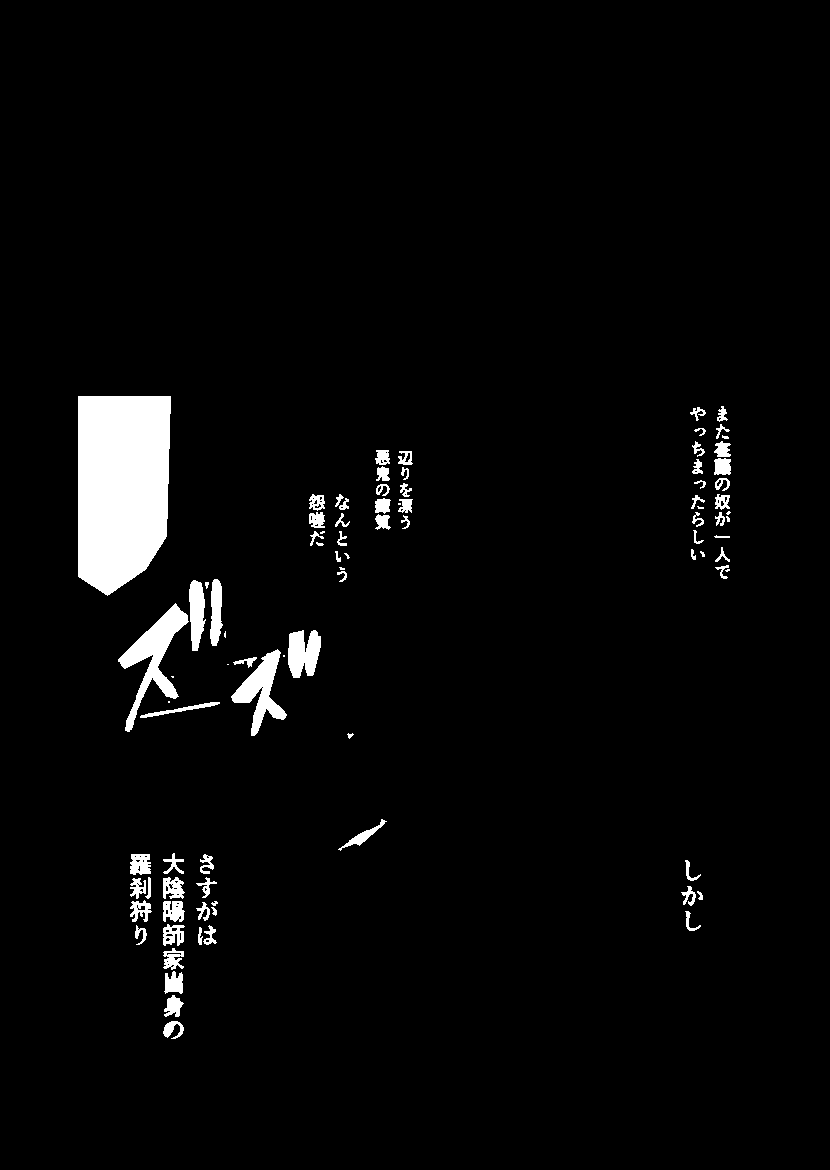 また藤の奴が一人で
やっちまったらしい
辺りを漂う
悪鬼の瘴気
なんという
怨嗟だ
ズズ
しかし
さすがは
大陰陽師家出身の
羅刹狩り